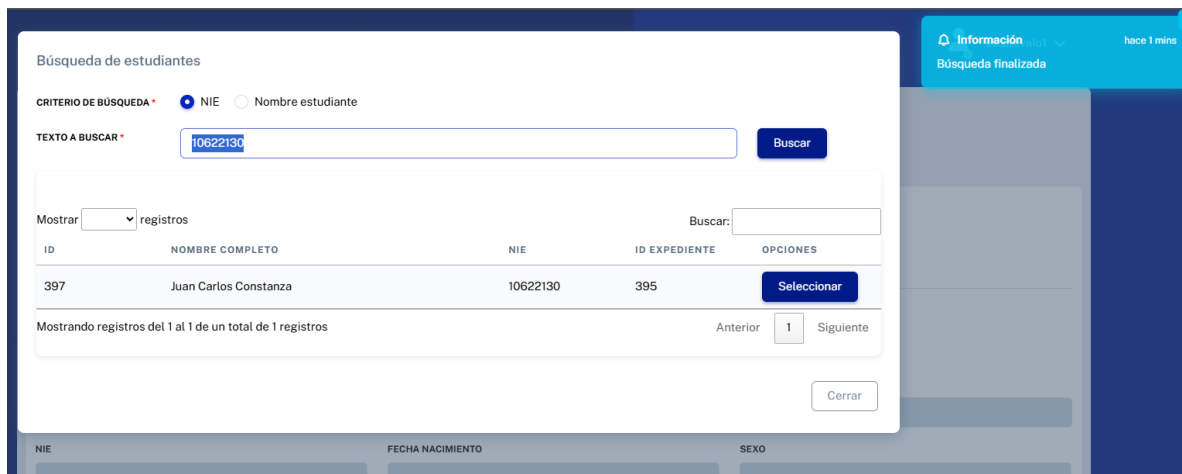 Información
hace 1 mins
Búsqueda finalizada
Búsqueda de estudiantes
CRITERIO DE BÚSQUEDA *
NIE
Nombre estudiante
TEXTO A BUSCAR *
10622130
Buscar
Mostrar
registros
Buscar:
ID NOMBRE COMPLETO NIE ID EXPEDIENTE OPCIONES
397 Juan Carlos Constanza 10622130 395 Seleccionar
Mostrando registros del 1 al 1 de un total de 1 registros
Anterior 1 Siguiente
Cerrar
NIE FECHA NACIMIENTO SEXO